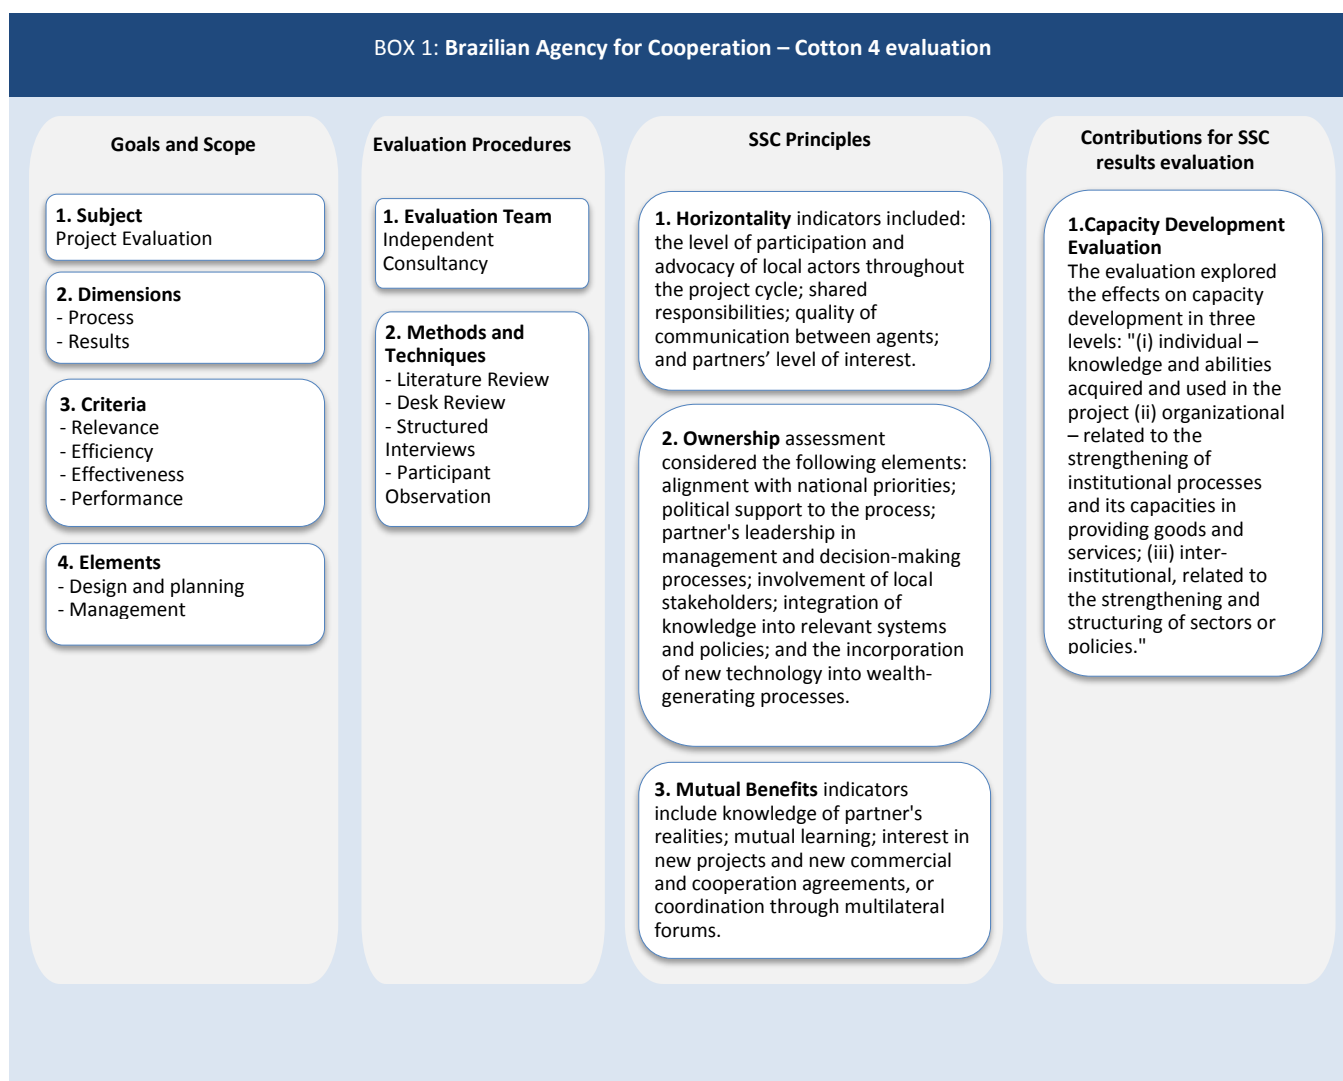 BOX 1: Brazilian Agency for Cooperation – Cotton 4 evaluation
Goals and Scope
1. Subject
Project Evaluation
2. Dimensions
- Process
- Results
3. Criteria
- Relevance
- Efficiency
- Effectiveness
- Performance
4. Elements
- Design and planning
- Management
Evaluation Procedures
1. Evaluation Team
Independent
Consultancy
2. Methods and
Techniques
- Literature Review
- Desk Review
- Structured
Interviews
- Participant
Observation
SSC Principles
1. Horizontality indicators included:
the level of participation and
advocacy of local actors throughout
the project cycle; shared
responsibilities; quality of
communication between agents;
and partners’ level of interest.
2. Ownership assessment
considered the following elements:
alignment with national priorities;
political support to the process;
partner's leadership in
management and decision-making
processes; involvement of local
stakeholders; integration of
knowledge into relevant systems
and policies; and the incorporation
of new technology into wealth-
generating processes.
3. Mutual Benefits indicators
include knowledge of partner's
realities; mutual learning; interest in
new projects and new commercial
and cooperation agreements, or
coordination through multilateral
forums.
Contributions for SSC
results evaluation
1.Capacity Development
Evaluation
The evaluation explored
the effects on capacity
development in three
levels: "(i) individual –
knowledge and abilities
acquired and used in the
project (ii) organizational
– related to the
strengthening of
institutional processes
and its capacities in
providing goods and
services; (iii) inter-
institutional, related to
the strengthening and
structuring of sectors or
policies."